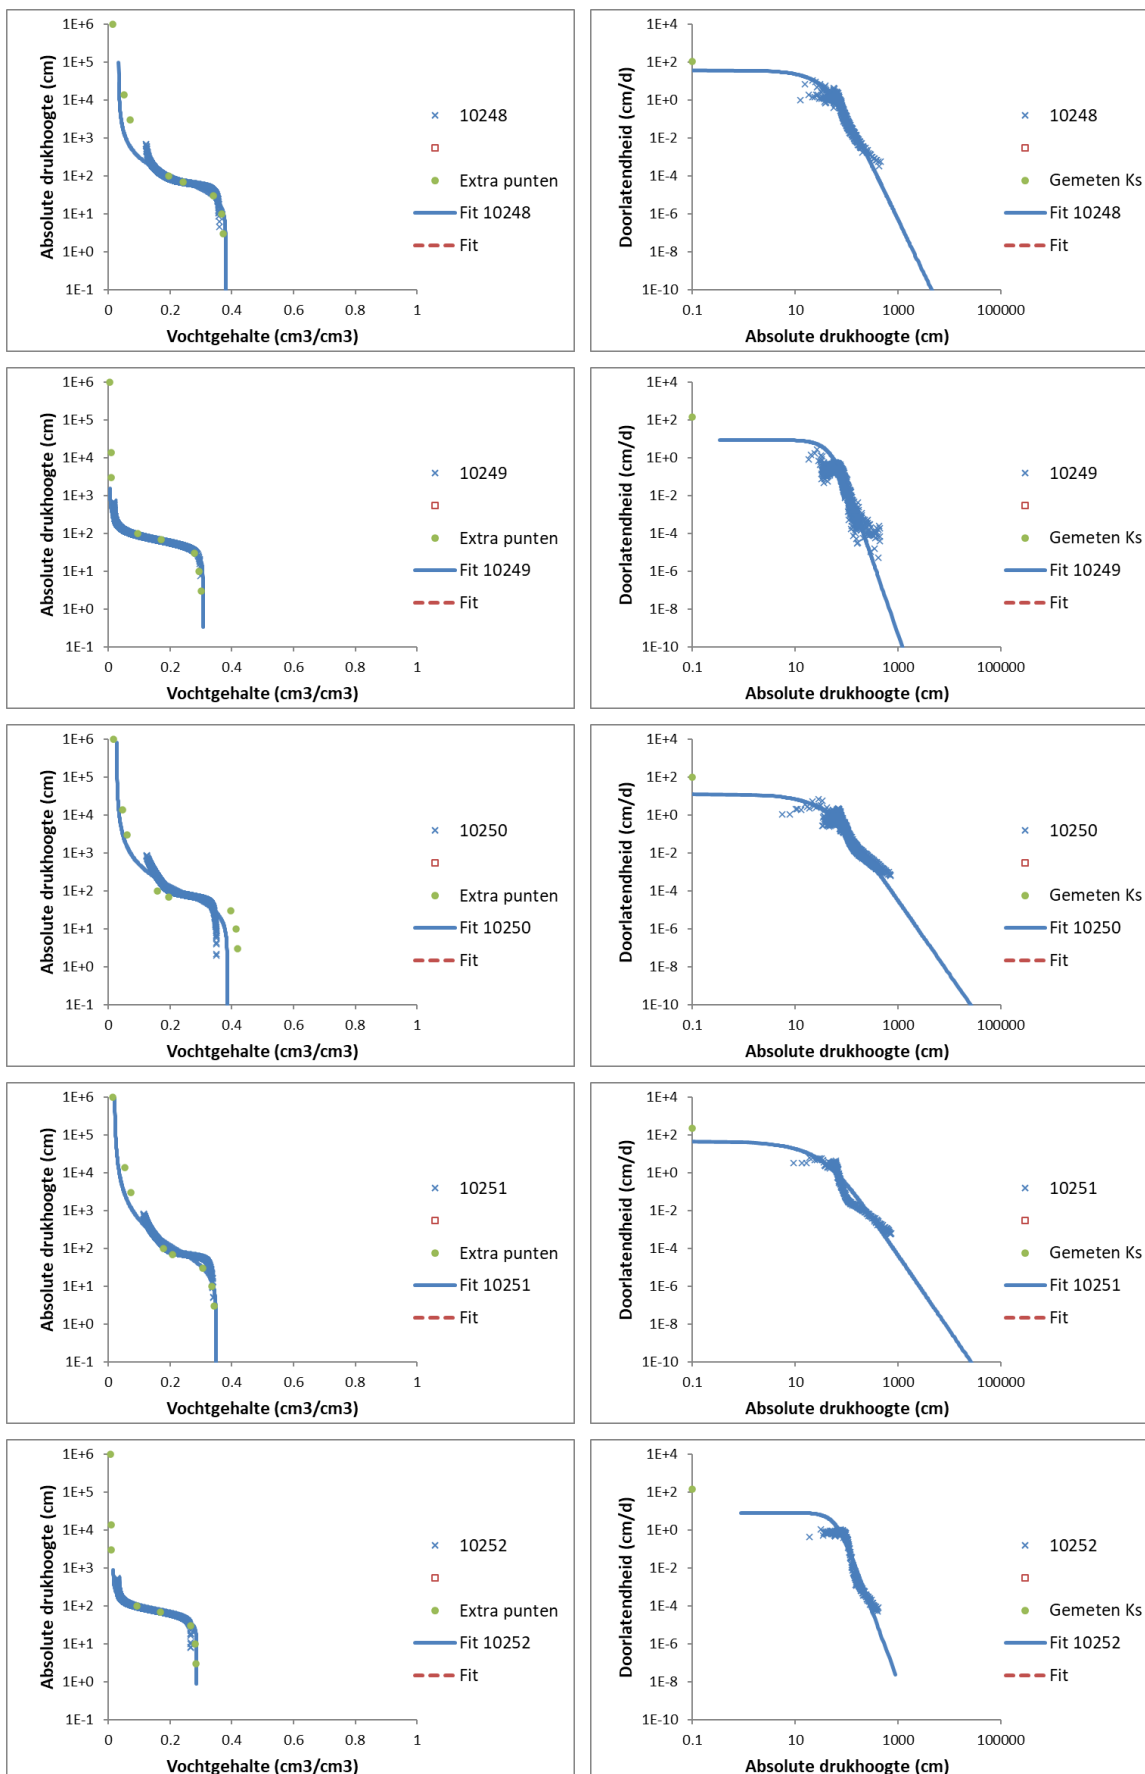 1E+6
1E+5
1E+4
1E+3
1E+2
1E+1
1E+0
1E-1
Absolute drukhoogte (cm)
0 0.2 0.4 0.6 0.8 1
Vochtgehalte (cm3/cm3)
10248
Extra punten
Fit 10248
Fit
1E+4
1E+2
1E+0
1E-2
1E-4
1E-6
1E-8
1E-10
Doorlatendheid (cm/d)
0.1 10 1000 100000
Absolute drukhoogte (cm)
10248
Gemeten Ks
Fit 10248
Fit
1E+6
1E+5
1E+4
1E+3
1E+2
1E+1
1E+0
1E-1
Absolute drukhoogte (cm)
0 0.2 0.4 0.6 0.8 1
Vochtgehalte (cm3/cm3)
10249
Extra punten
Fit 10249
Fit
1E+4
1E+2
1E+0
1E-2
1E-4
1E-6
1E-8
1E-10
Doorlatendheid (cm/d)
0.1 10 1000 100000
Absolute drukhoogte (cm)
10249
Gemeten Ks
Fit 10249
Fit
1E+6
1E+5
1E+4
1E+3
1E+2
1E+1
1E+0
1E-1
Absolute drukhoogte (cm)
0 0.2 0.4 0.6 0.8 1
Vochtgehalte (cm3/cm3)
10250
Extra punten
Fit 10250
Fit
1E+4
1E+2
1E+0
1E-2
1E-4
1E-6
1E-8
1E-10
Doorlatendheid (cm/d)
0.1 10 1000 100000
Absolute drukhoogte (cm)
10250
Gemeten Ks
Fit 10250
Fit
1E+6
1E+5
1E+4
1E+3
1E+2
1E+1
1E+0
1E-1
Absolute drukhoogte (cm)
0 0.2 0.4 0.6 0.8 1
Vochtgehalte (cm3/cm3)
10251
Extra punten
Fit 10251
Fit
1E+4
1E+2
1E+0
1E-2
1E-4
1E-6
1E-8
1E-10
Doorlatendheid (cm/d)
0.1 10 1000 100000
Absolute drukhoogte (cm)
10251
Gemeten Ks
Fit 10251
Fit
1E+6
1E+5
1E+4
1E+3
1E+2
1E+1
1E+0
1E-1
Absolute drukhoogte (cm)
0 0.2 0.4 0.6 0.8 1
Vochtgehalte (cm3/cm3)
10252
Extra punten
Fit 10252
Fit
1E+4
1E+2
1E+0
1E-2
1E-4
1E-6
1E-8
1E-10
Doorlatendheid (cm/d)
0.1 10 1000 100000
Absolute drukhoogte (cm)
10252
Gemeten Ks
Fit 10252
Fit